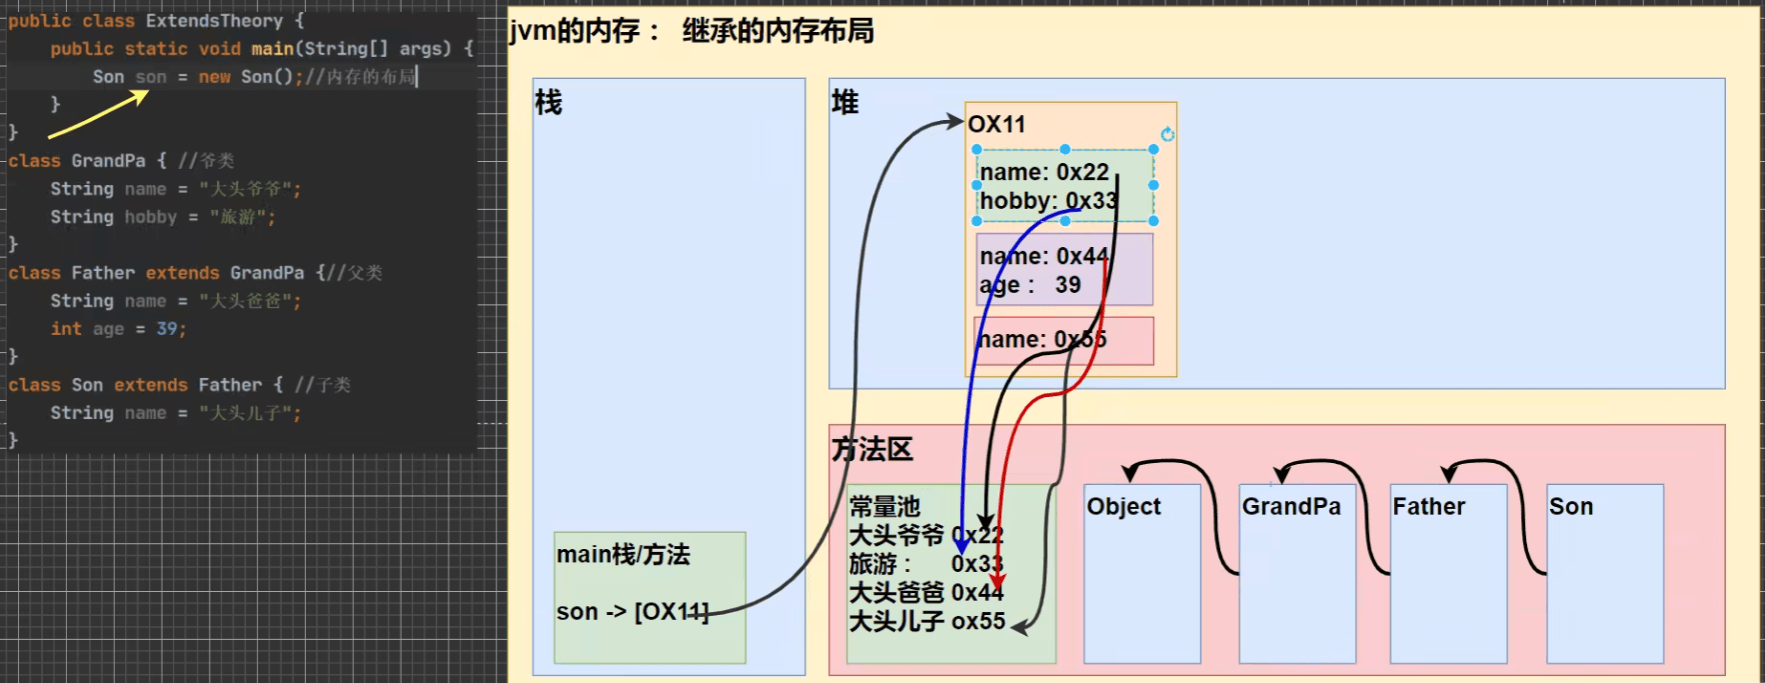 public class ExtendsTheory {
public static void main(String[] args) {
Son son = new Son();//内存的布局
}
}
class GrandPa { //爷类
String name = "大头爷爷";
String hobby = "旅游";
}
class Father extends GrandPa {//父类
String name = "大头爸爸";
int age = 39;
}
class Son extends Father { //子类
String name = "大头儿子";
}
jvm的内存： 继承的内存布局
栈
main栈/方法
son -> [OX11]
堆
OX11
name: 0x22
hobby: 0x33
name: 0x44
age： 39
name: 0x55
方法区
常量池
大头爷爷 0x22
旅游： 0x33
大头爸爸 0x44
大头儿子 ox55
Object
GrandPa
Father
Son